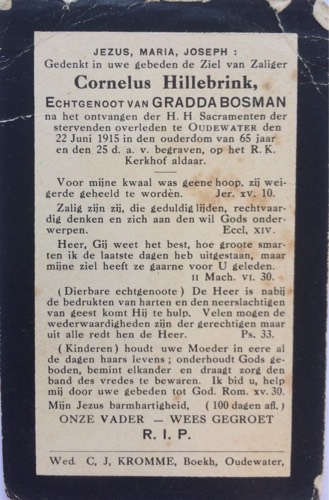 JEZUS, MARIA, JOSEPH :
Gedenkt in uwe gebeden de Ziel van Zaliger
Cornelus Hillebrink,
ECHTGENOOT VAN GRADDA BOSMAN
na het ontvangen der H. H Sacramenten der
stervenden overleden te OUDEWATER den
22 Juni 1915 in den ouderdom van 65 jaar
en den 25 d. a. v. begraven, op het R. K.
Kerkhof aldaar.
Voor mijne kwaal was geene hoop. zij wei-
gerde geheeld te worden. Jer. xv, 10.
Zalig zijn zij, die geduldig lijden, rechtvaar-
dig denken en zich aan den wil Gods onder-
werpen. Eccl. XIV.
Heer, Gij weet het best, hoe groote smar-
ten ik de laatste dagen heb uitgestaan, maar
mijne ziel heeft ze gaarne voor U geleden.
II Mach. VI. 30.
(Dierbare echtgenoote) De Heer is nabij
de bedrukten van harten en de neerslachtigen
van geest komt Hij te hulp. Velen mogen de
wederwaardigheden zijn der gerechtigen maar
uit alle redt hen de Heer. Ps. 33.
(Kinderen) houdt uwe Moeder in eere al
de dagen haars levens; onderhoudt Gods ge-
boden, bemint elkander en draagt zorg den
band des vredes te bewaren. Ik bid u, help
mij door uwe gebeden tot God. Rom. xv. 30.
Mijn Jezus barmhartigheid, (100 dagen afl.)
ONZE VADER — WEES GEGROET
R. I. P.
Wed. C, J, KROMME, Boekh, Oudewater,